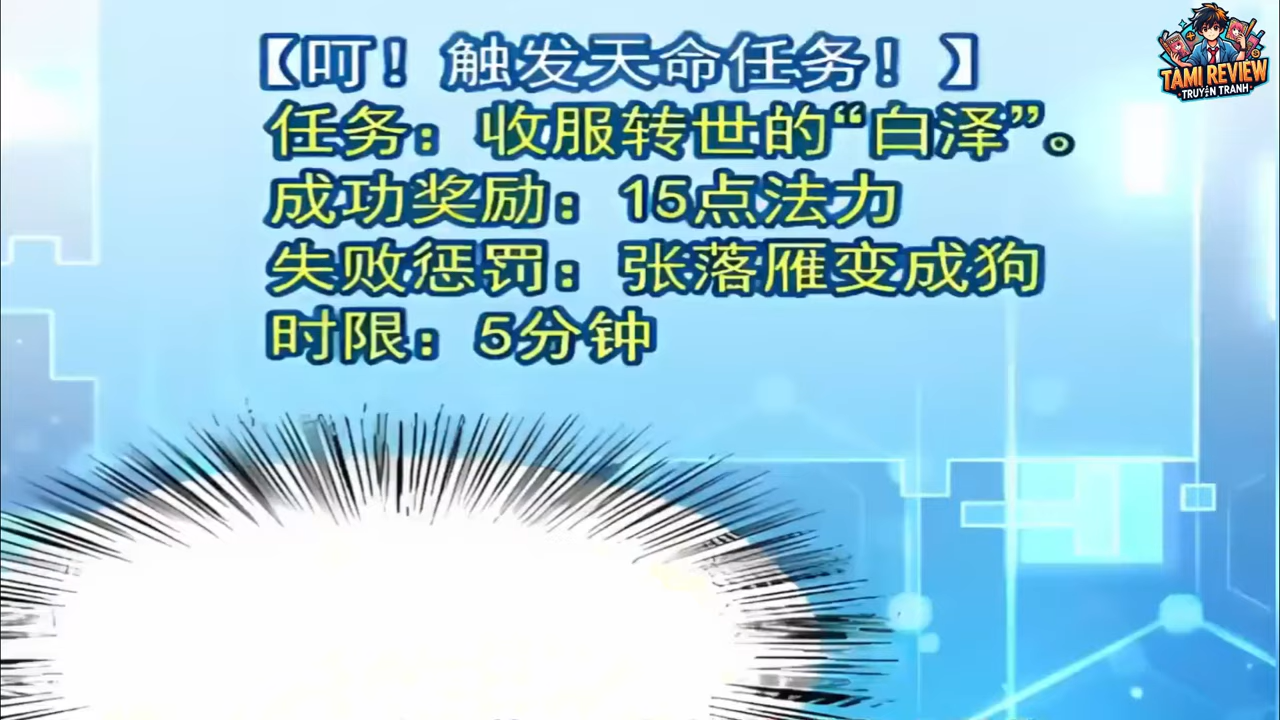 【叮！触发天命任务！】
任务：收服转世的“白泽”。
成功奖励：15点法力
失败惩罚：张落雁变成狗
时限：5分钟
TAMI REVIEW
TRUYỆN TRANH